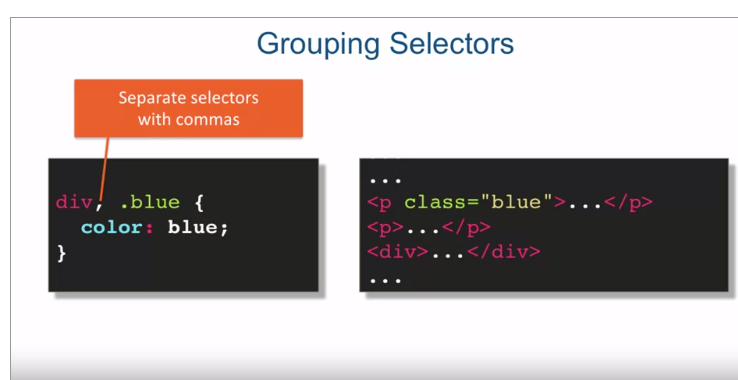 Grouping Selectors
Separate selectors
with commas
div, .blue {
color: blue;
}
...
<p class="blue">...</p>
<p>...</p>
<div>...</div>
...